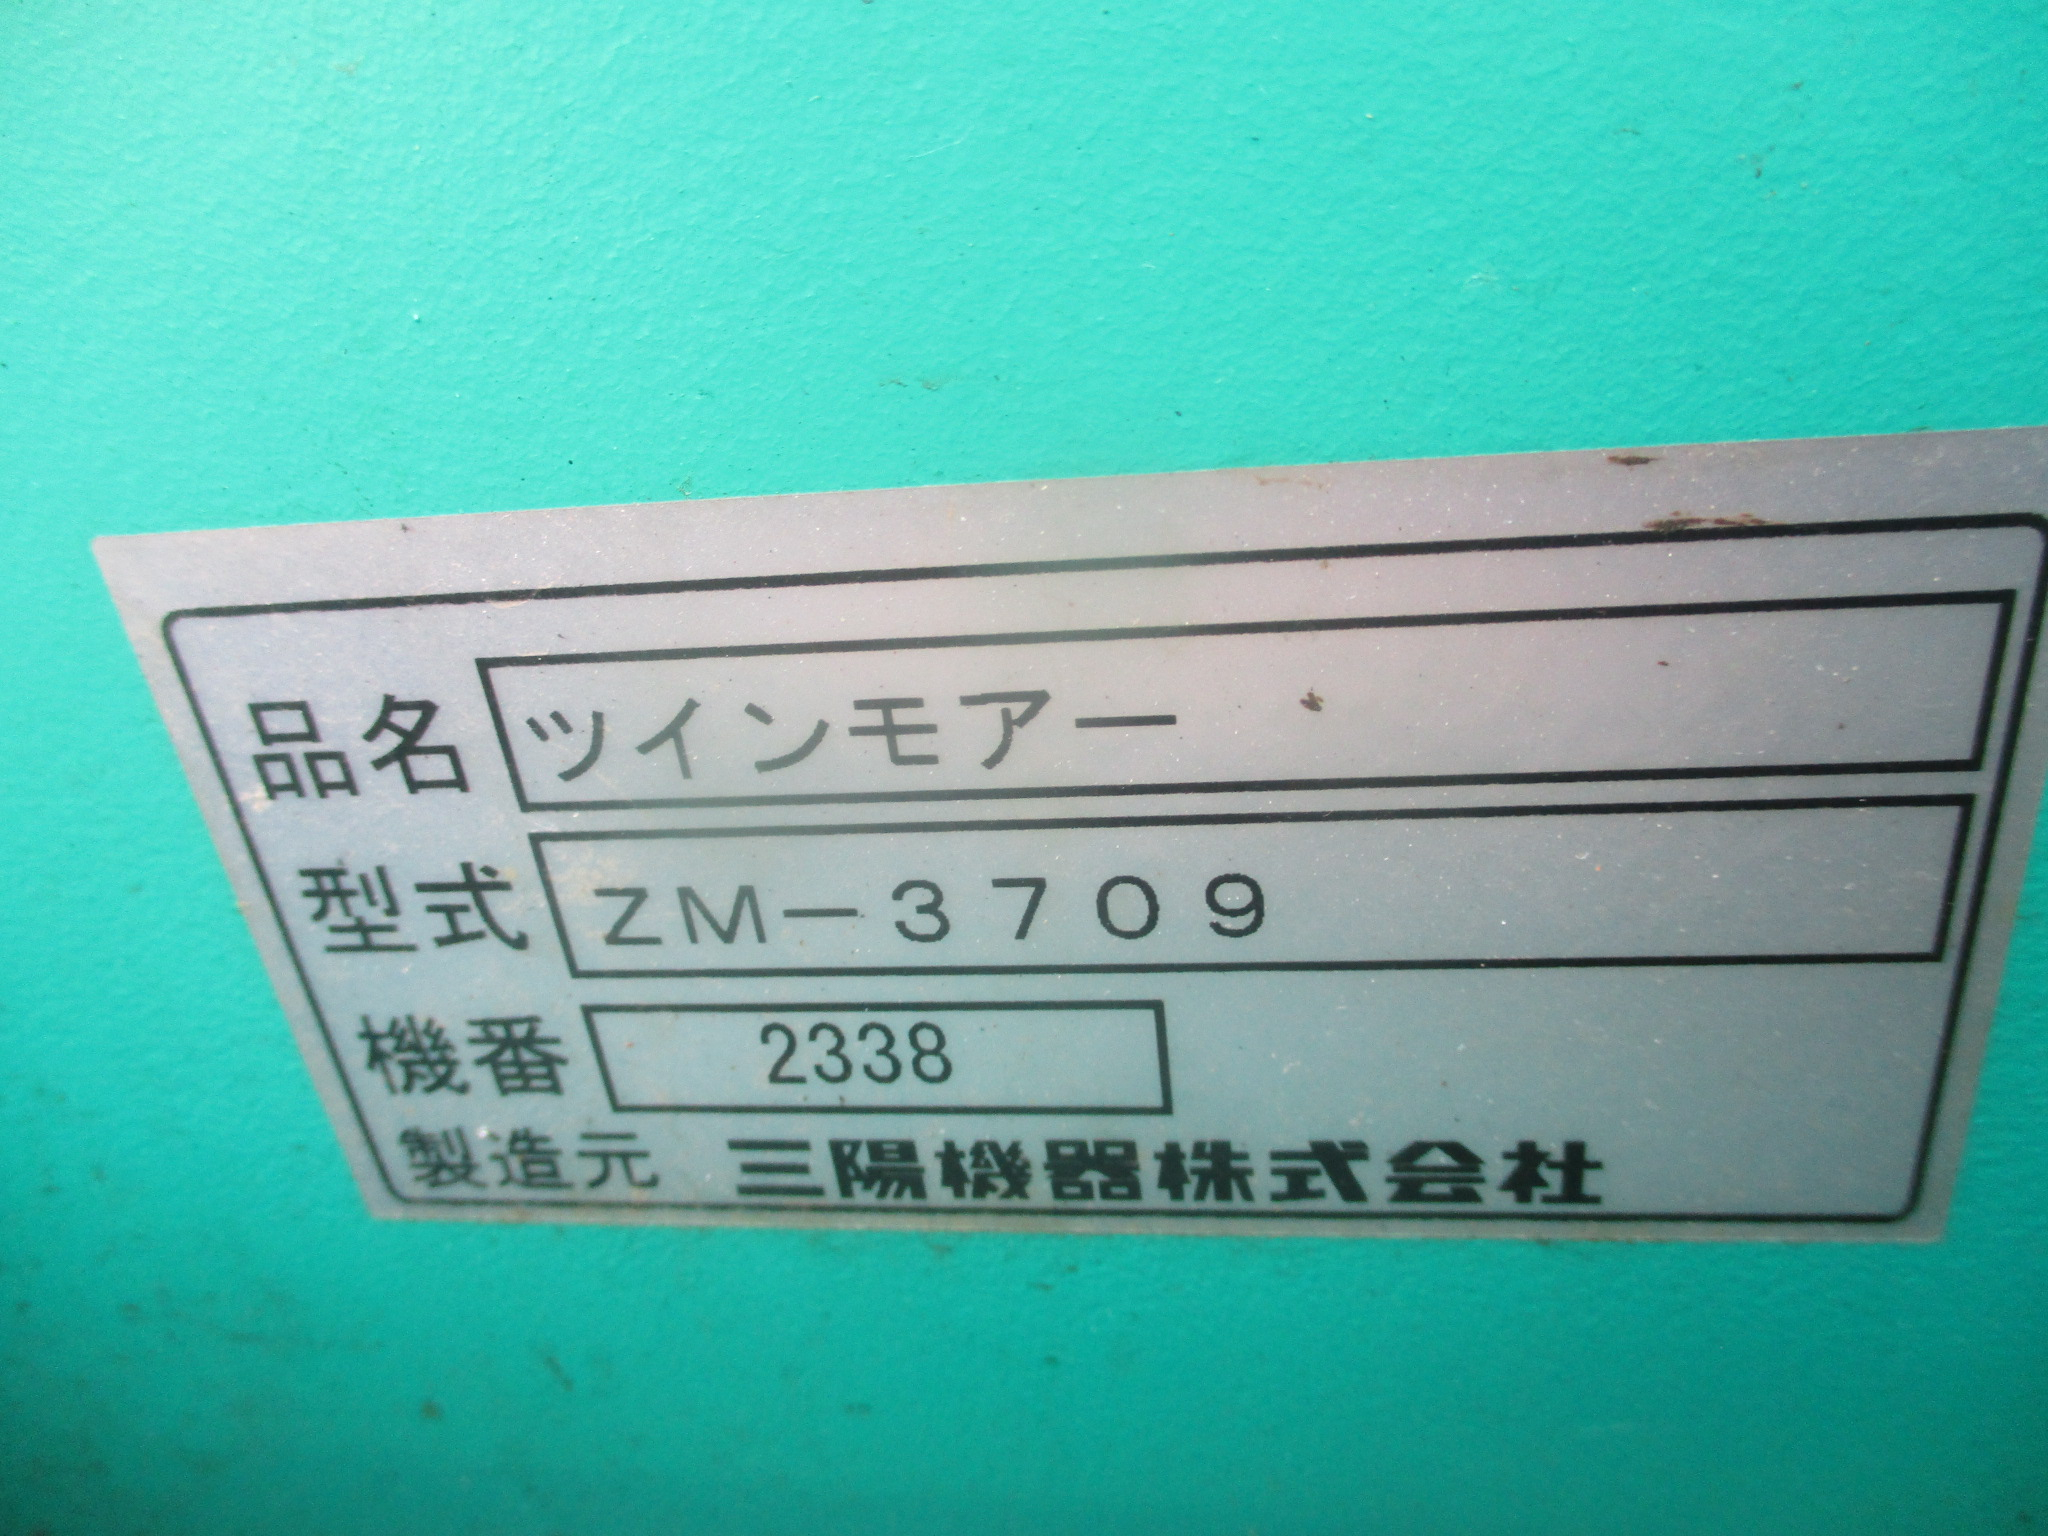 品名 ツインモアー
型式 ZM-3709
機番 2338
製造元 三陽機器株式会社